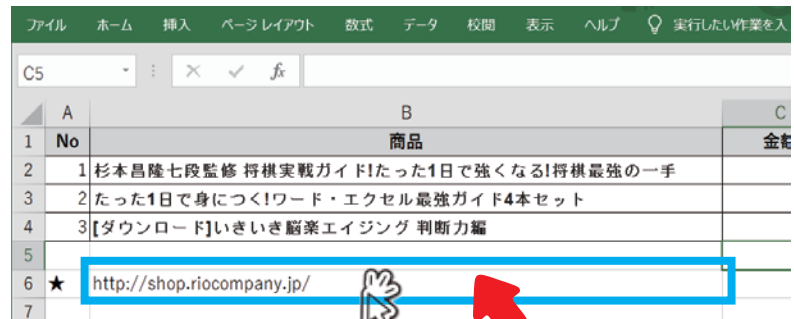 ファイル ホーム 挿入 ページ レイアウト 数式 データ 校閲 表示 ヘルプ 実行したい作業を入
C5 fx
A B C
1 No 商品 金額
2 1 杉本昌隆七段監修 将棋実戦ガイド!たった1日で強くなる!将棋最強の一手
3 2 たった1日で身につく!ワード・エクセル最強ガイド4本セット
4 3 [ダウンロード]いきいき脳楽エイジング 判断力編
5
6 ★ http://shop.riocompany.jp/
7